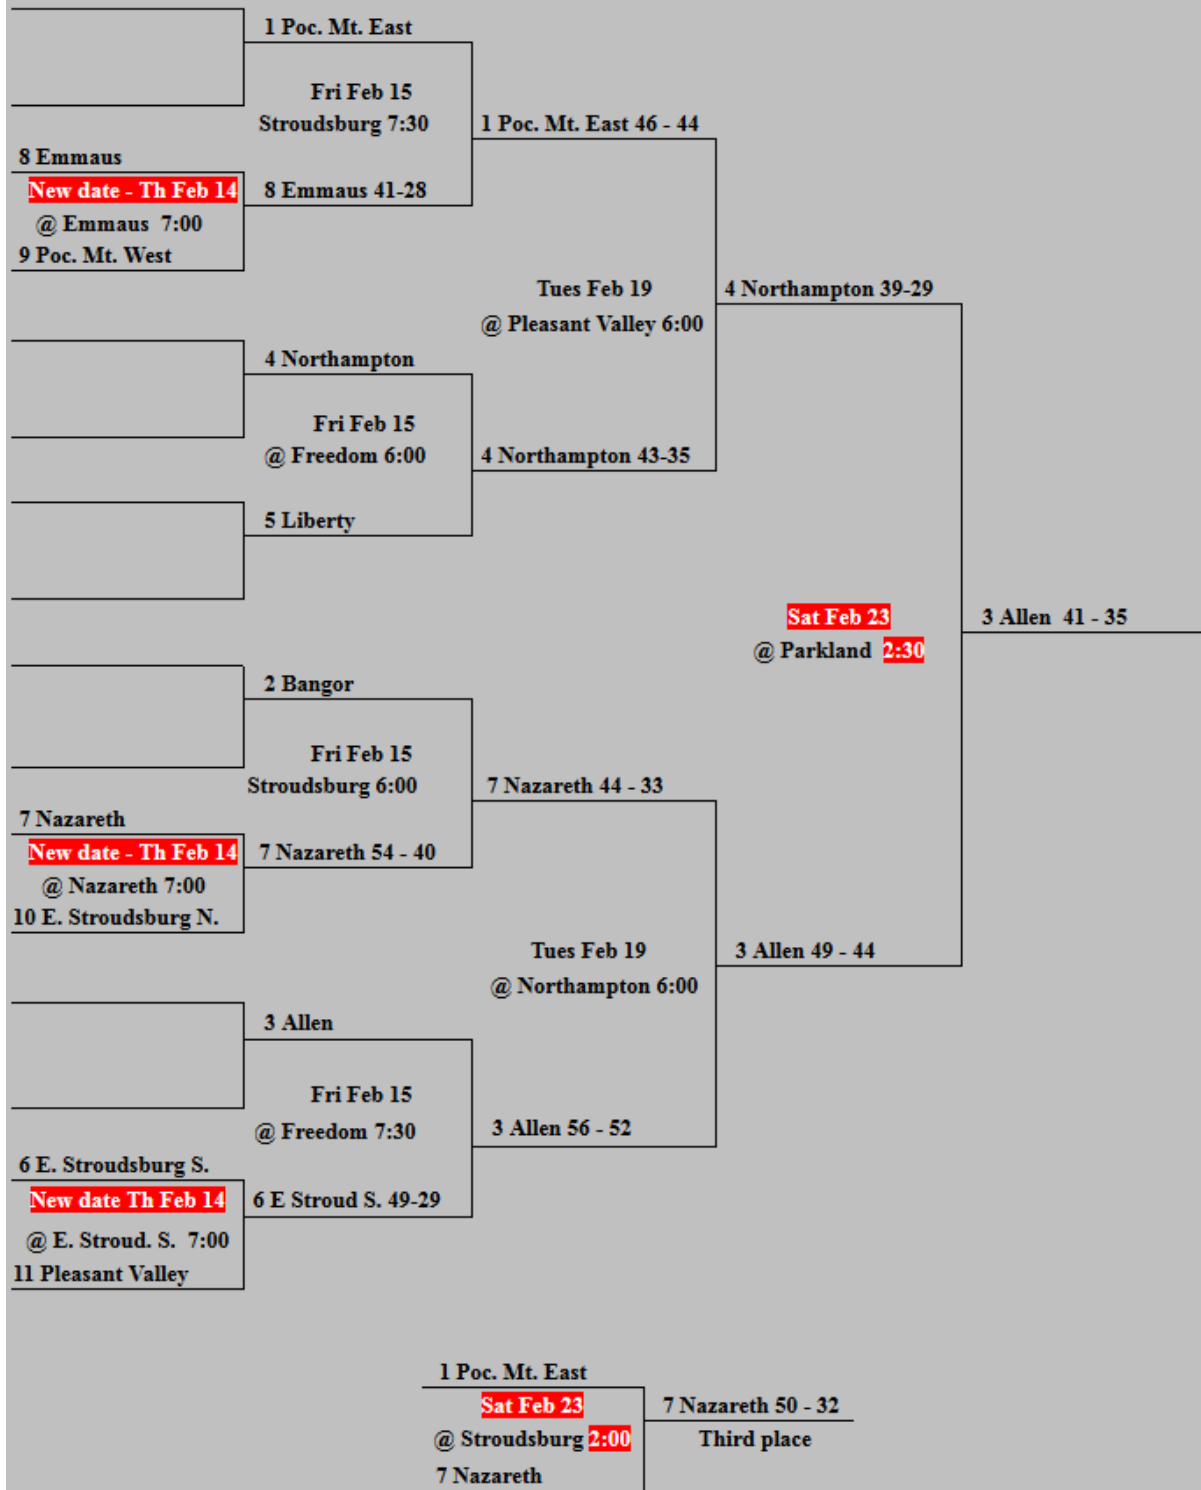 1 Poc. Mt. East
Fri Feb 15
Stroudsburg 7:30
1 Poc. Mt. East 46 - 44
8 Emmaus
New date - Th Feb 14
8 Emmaus 41-28
@ Emmaus  7:00
9 Poc. Mt. West
Tues Feb 19
4 Northampton 39-29
@ Pleasant Valley 6:00
4 Northampton
Fri Feb 15
@ Freedom 6:00
4 Northampton 43-35
5 Liberty
Sat Feb 23
3 Allen  41 - 35
@ Parkland  2:30
2 Bangor
Fri Feb 15
Stroudsburg 6:00
7 Nazareth 44 - 33
7 Nazareth
New date - Th Feb 14
7 Nazareth 54 - 40
@ Nazareth 7:00
10 E. Stroudsburg N.
Tues Feb 19
3 Allen 49 - 44
@ Northampton 6:00
3 Allen
Fri Feb 15
@ Freedom 7:30
3 Allen 56 - 52
6 E. Stroudsburg S.
New date Th Feb 14
6 E Stroud S. 49-29
@ E. Stroud. S.  7:00
11 Pleasant Valley
1 Poc. Mt. East
Sat Feb 23
7 Nazareth 50 - 32
@ Stroudsburg 2:00
Third place
7 Nazareth